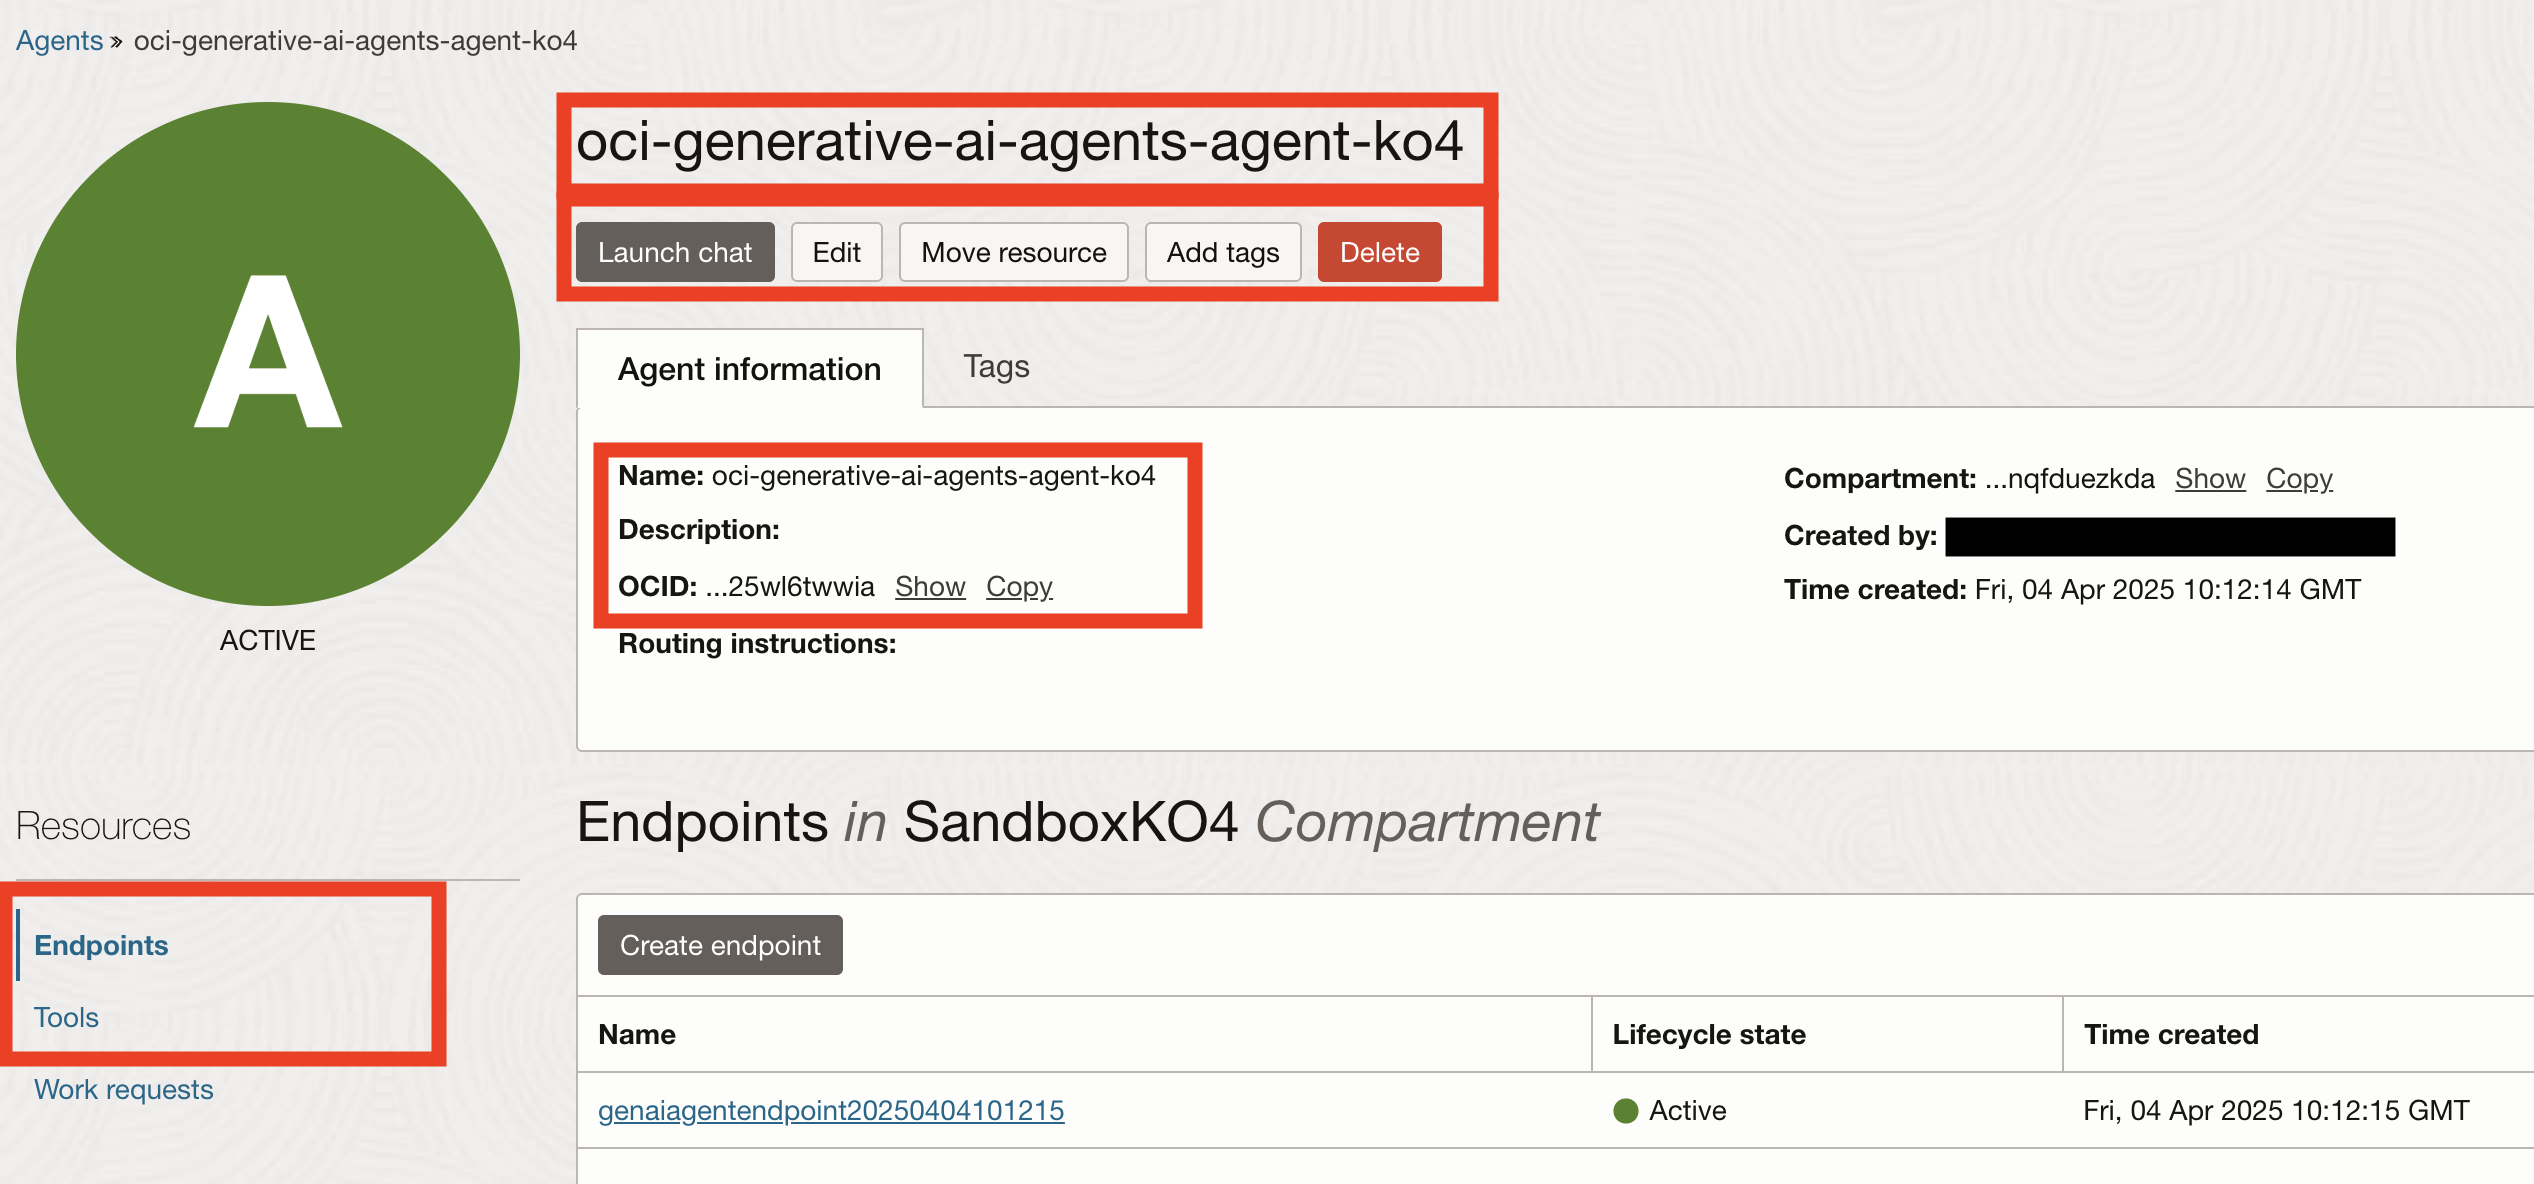 Agents » oci-generative-ai-agents-agent-ko4
A
ACTIVE
oci-generative-ai-agents-agent-ko4
Launch chat Edit Move resource Add tags Delete
Agent information Tags
Name: oci-generative-ai-agents-agent-ko4
Description:
OCID: ...25wl6twwia Show Copy
Routing instructions:
Compartment: ...nqfduezkda Show Copy
Created by:
Time created: Fri, 04 Apr 2025 10:12:14 GMT
Resources
Endpoints
Tools
Work requests
Endpoints in SandboxKO4 Compartment
Create endpoint
Name Lifecycle state Time created
genaiagentendpoint20250404101215 Active Fri, 04 Apr 2025 10:12:15 GMT